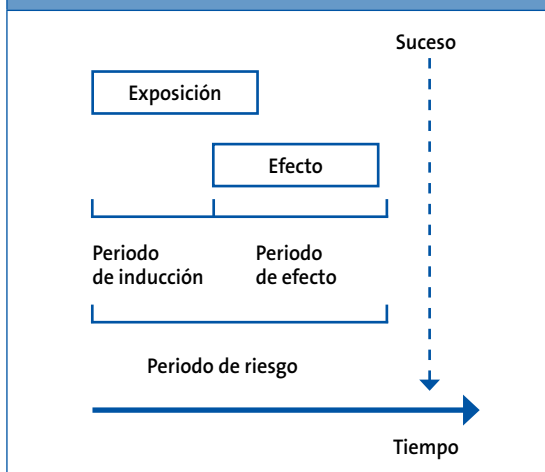 Suceso
Exposición
Efecto
Periodo
de inducción
Periodo
de efecto
Periodo de riesgo
Tiempo